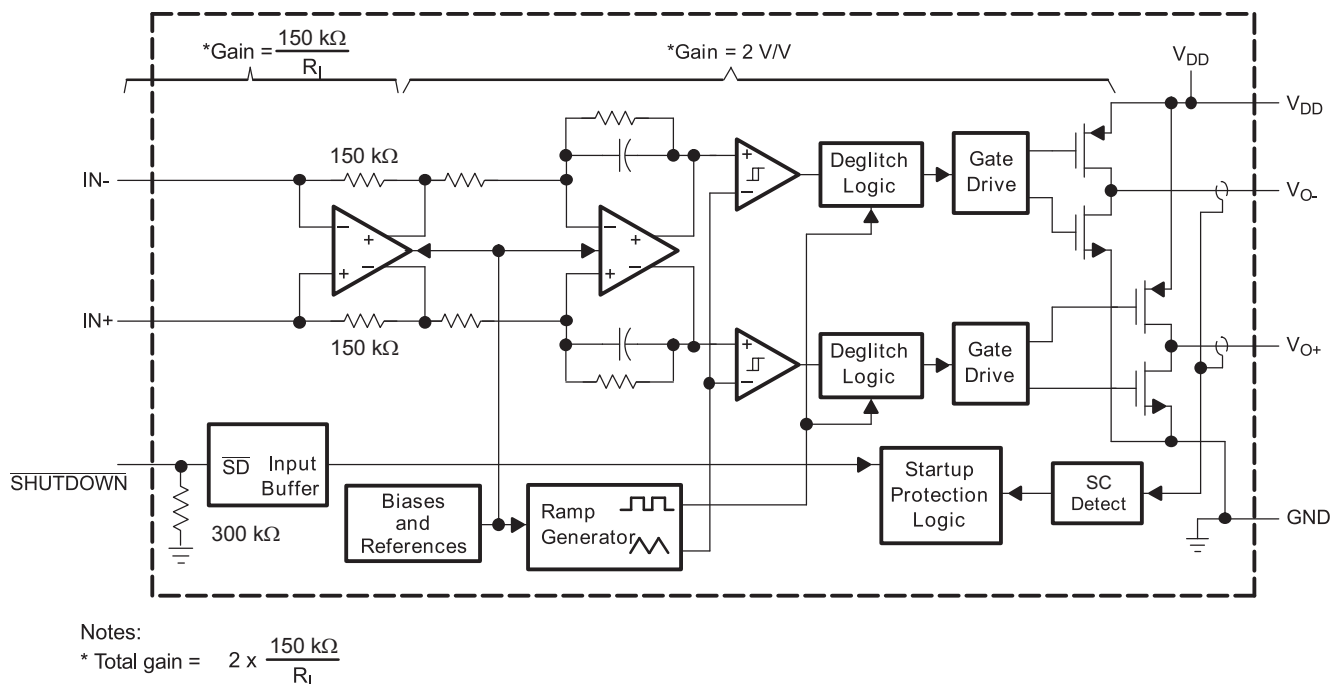 *Gain = 150 kΩ
R_I
*Gain = 2 V/V
V_DD
V_DD
150 kΩ
IN-
+
−
Deglitch
Logic
Gate
Drive
V_O-
−
+
+
−
−
+
+
−
IN+
150 kΩ
+
−
Deglitch
Logic
Gate
Drive
V_O+
SHUTDOWN
SD Input
Buffer
300 kΩ
Biases
and
References
Ramp
Generator
Startup
Protection
Logic
SC
Detect
GND
Notes:
* Total gain = 2 x 150 kΩ
R_I